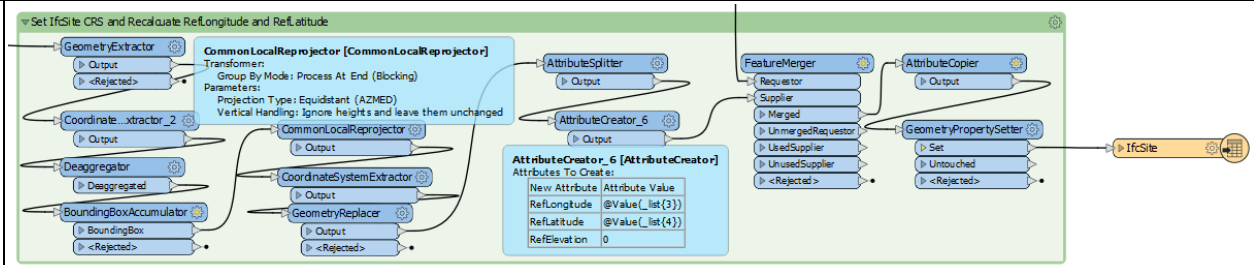 Set IfcSite CRS and Recalcuate RefLongitude and RefLatitude
GeometryExtractor
Output
<Rejected>
Coordinate...xtractor_2
Output
Deaggregator
Deaggregated
BoundingBoxAccumulator
BoundingBox
<Rejected>
CommonLocalReprojector [CommonLocalReprojector]
Transformer:
Group By Mode: Process At End (Blocking)
Parameters:
Projection Type: Equidistant (AZMED)
Vertical Handling: Ignore heights and leave them unchanged
CommonLocalReprojector
Output
CoordinateSystemExtractor
Output
GeometryReplacer
Output
<Rejected>
AttributeSplitter
Output
AttributeCreator_6
Output
AttributeCreator_6 [AttributeCreator]
Attributes To Create:
New Attribute Attribute Value
RefLongitude @Value(_list{3})
RefLatitude @Value(_list{4})
RefElevation 0
FeatureMerger
Requestor
Supplier
Merged
UnmergedRequestor
UsedSupplier
UnusedSupplier
<Rejected>
AttributeCopier
Output
GeometryPropertySetter
Set
Untouched
<Rejected>
IfcSite